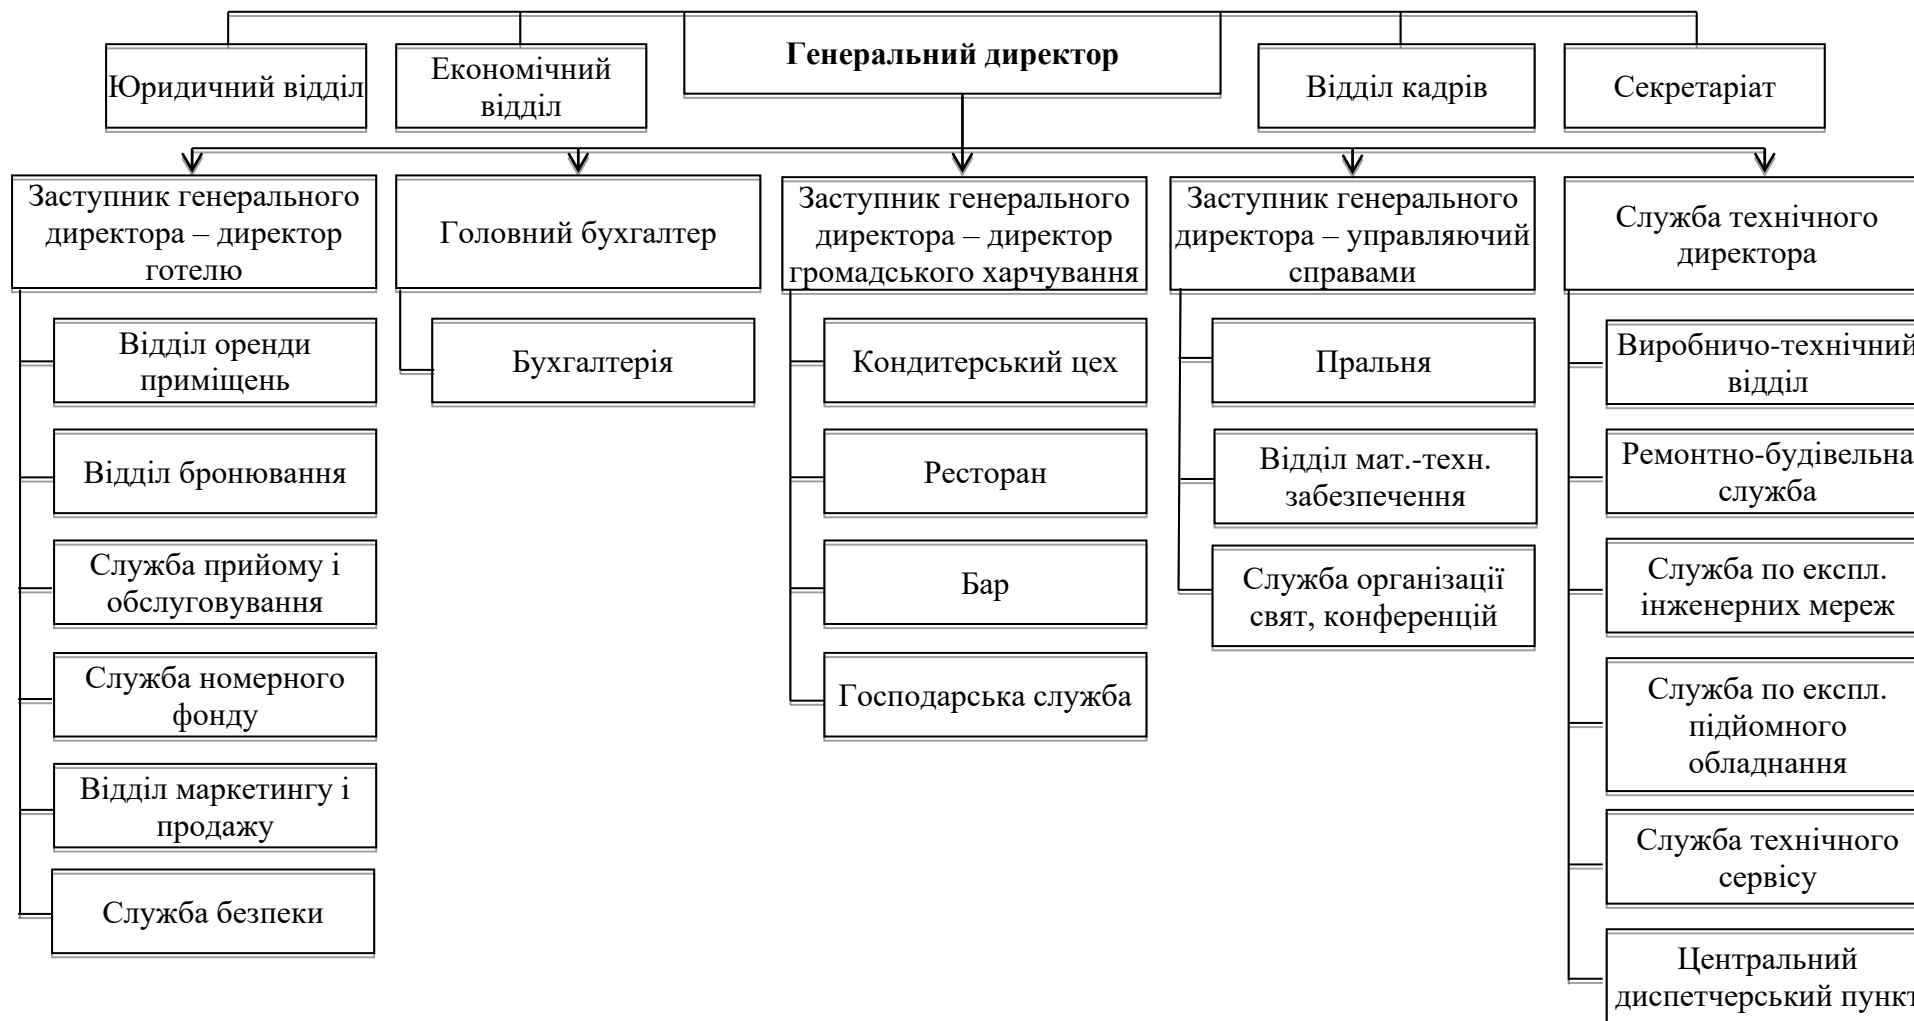 Генеральний директор
Юридичний відділ
Економічний
відділ
Відділ кадрів
Секретаріат
Заступник генерального
директора – директор
готелю
Головний бухгалтер
Заступник генерального
директора – директор
громадського харчування
Заступник генерального
директора – управляючий
справами
Служба технічного
директора
Відділ оренди
приміщень
Відділ бронювання
Служба прийому і
обслуговування
Служба номерного
фонду
Відділ маркетингу і
продажу
Служба безпеки
Бухгалтерія
Кондитерський цех
Ресторан
Бар
Господарська служба
Пральня
Відділ мат.-техн.
забезпечення
Служба організації
свят, конференцій
Виробничо-технічний
відділ
Ремонтно-будівельна
служба
Служба по експл.
інженерних мереж
Служба по експл.
підйомного
обладнання
Служба технічного
сервісу
Центральний
диспетчерський пункт